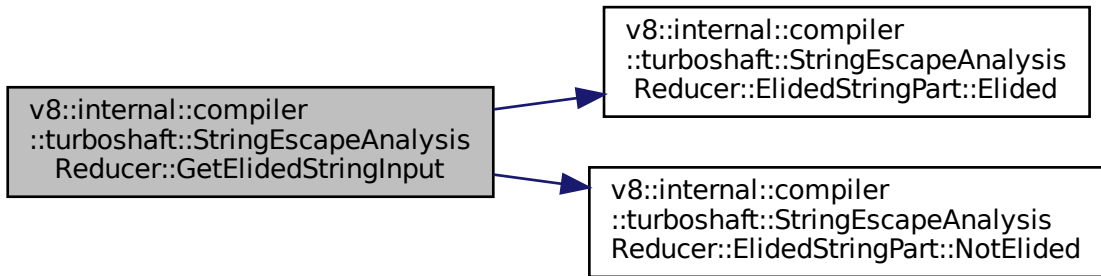 v8::internal::compiler
::turboshaft::StringEscapeAnalysis
Reducer::GetElidedStringInput
v8::internal::compiler
::turboshaft::StringEscapeAnalysis
Reducer::ElidedStringPart::Elided
v8::internal::compiler
::turboshaft::StringEscapeAnalysis
Reducer::ElidedStringPart::NotElided